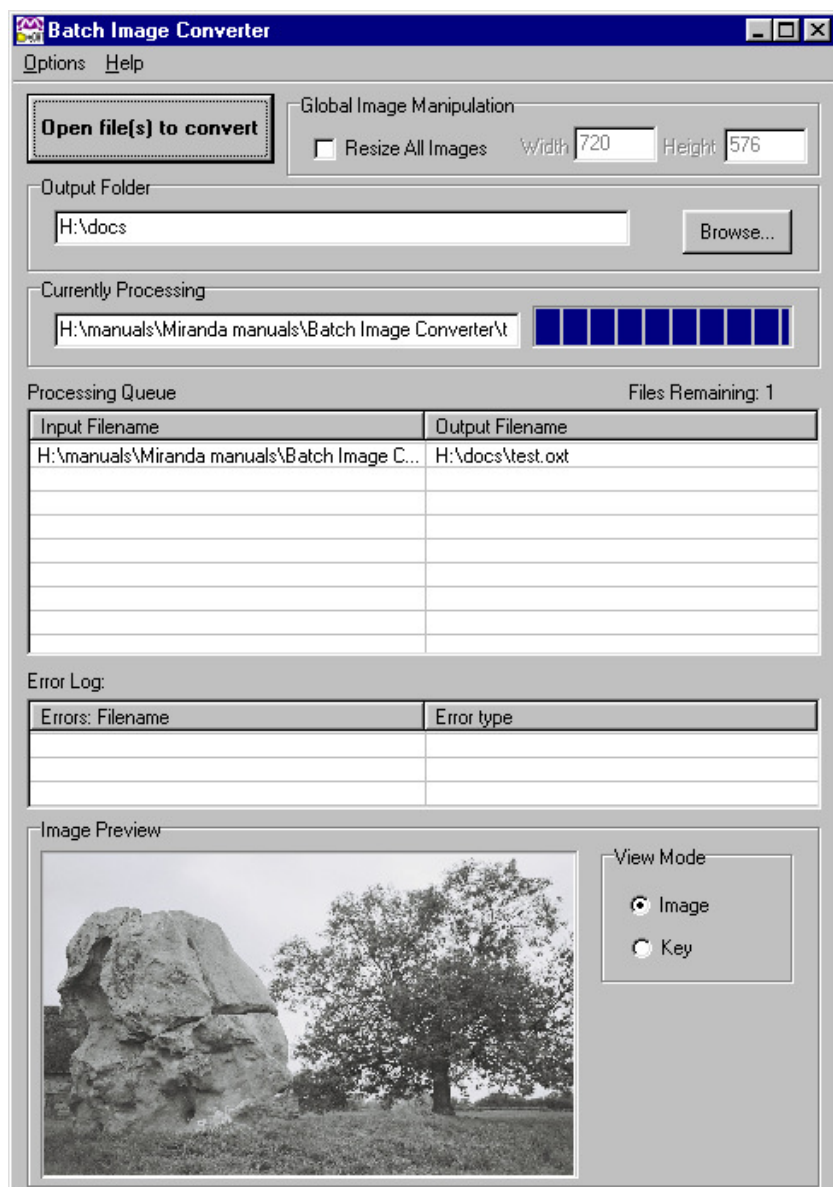 Batch Image Converter
Options Help
Open file(s) to convert
Global Image Manipulation
Resize All Images Width 720 Height 576
Output Folder
H:\docs
Browse...
Currently Processing
H:\manuals\Miranda manuals\Batch Image Converter\t
Processing Queue Files Remaining: 1
Input Filename Output Filename
H:\manuals\Miranda manuals\Batch Image C... H:\docs\test.oxt
Error Log:
Errors: Filename Error type
Image Preview
View Mode
Image
Key